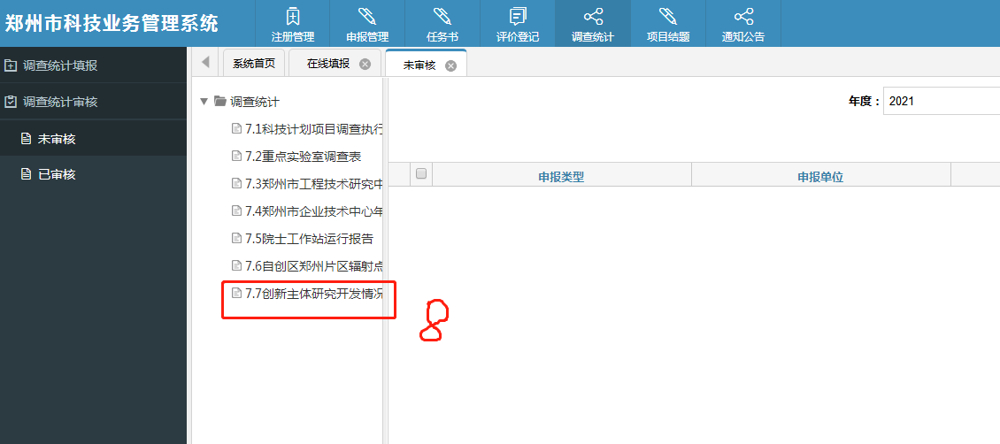 郑州市科技业务管理系统
注册管理
申报管理
任务书
评价登记
调查统计
项目结题
通知公告
调查统计填报
调查统计审核
未审核
已审核
系统首页
在线填报
未审核
调查统计
7.1科技计划项目调查执行
7.2重点实验室调查表
7.3郑州市工程技术研究中
7.4郑州市企业技术中心年
7.5院士工作站运行报告
7.6自创区郑州片区辐射点
7.7创新主体研究开发情况
8
年度：
2021
申报类型
申报单位